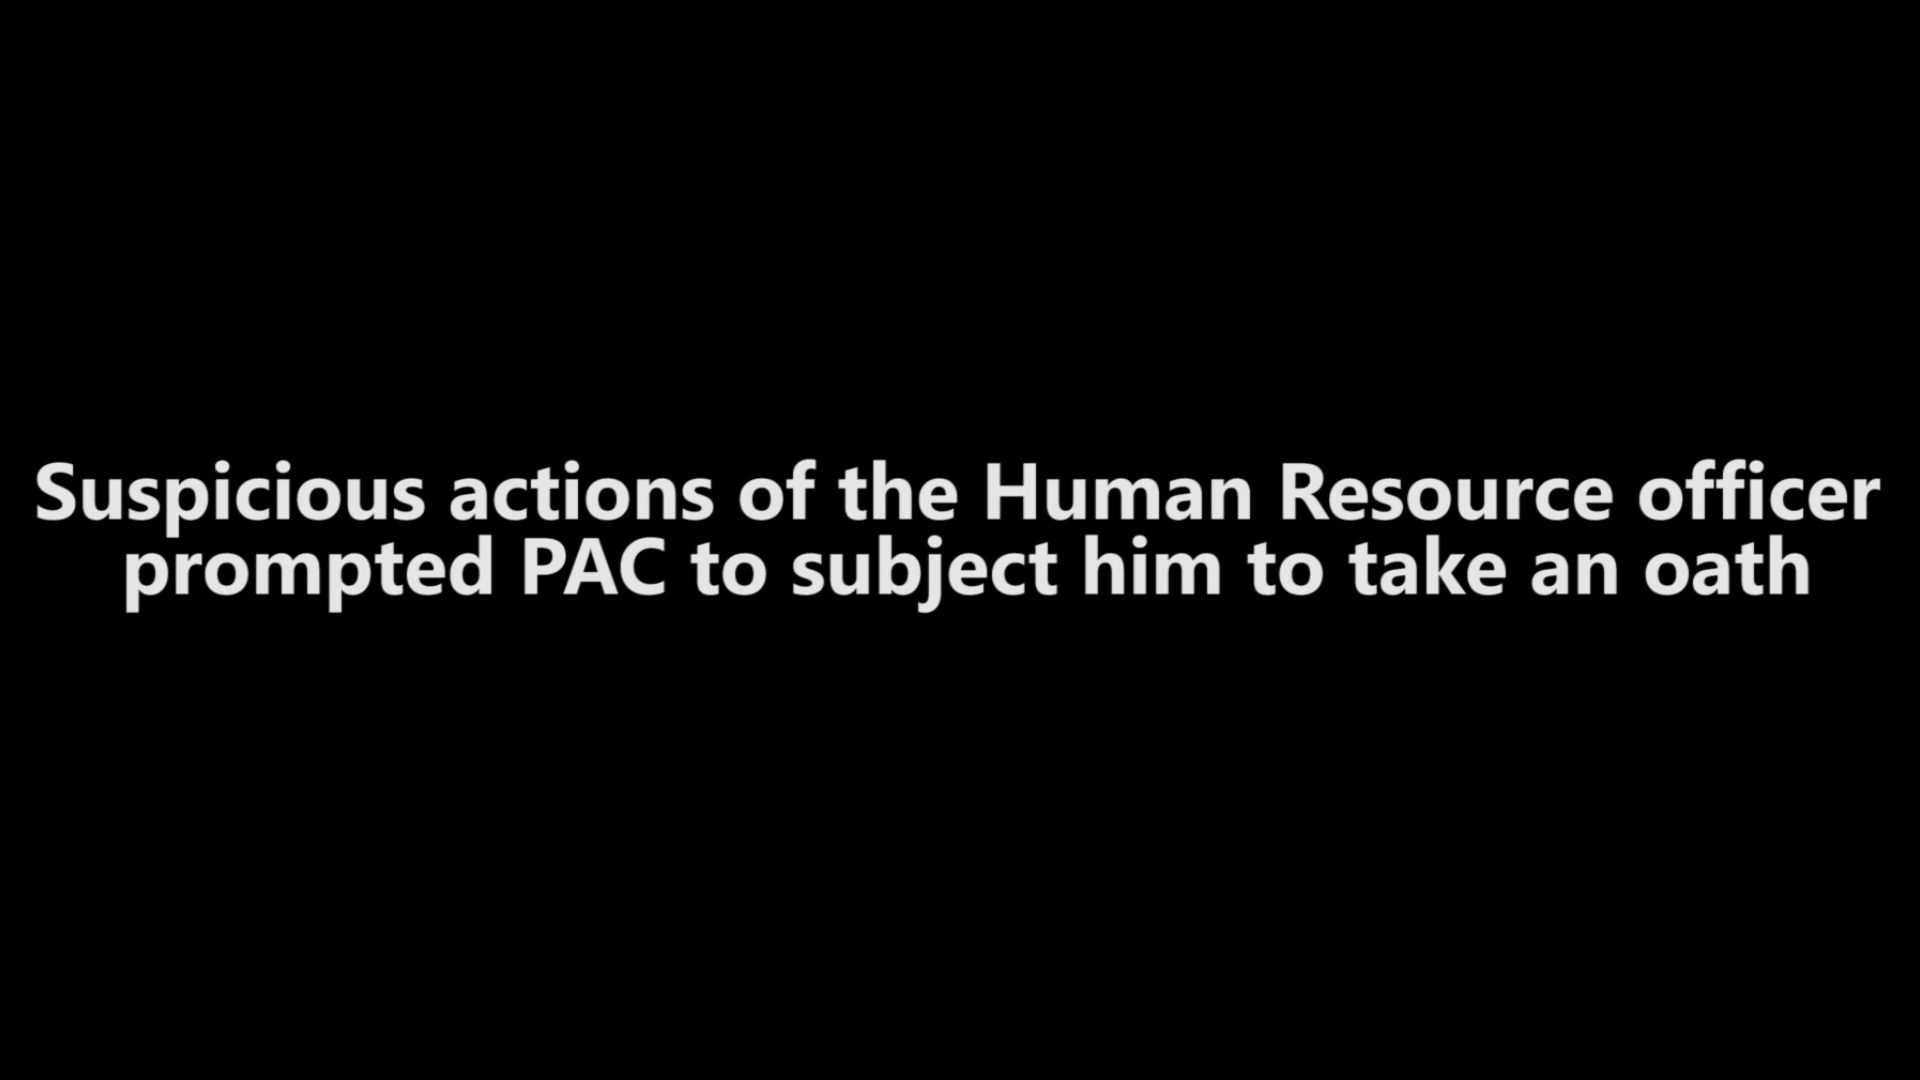 Suspicious actions of the Human Resource officer
prompted PAC to subject him to take an oath